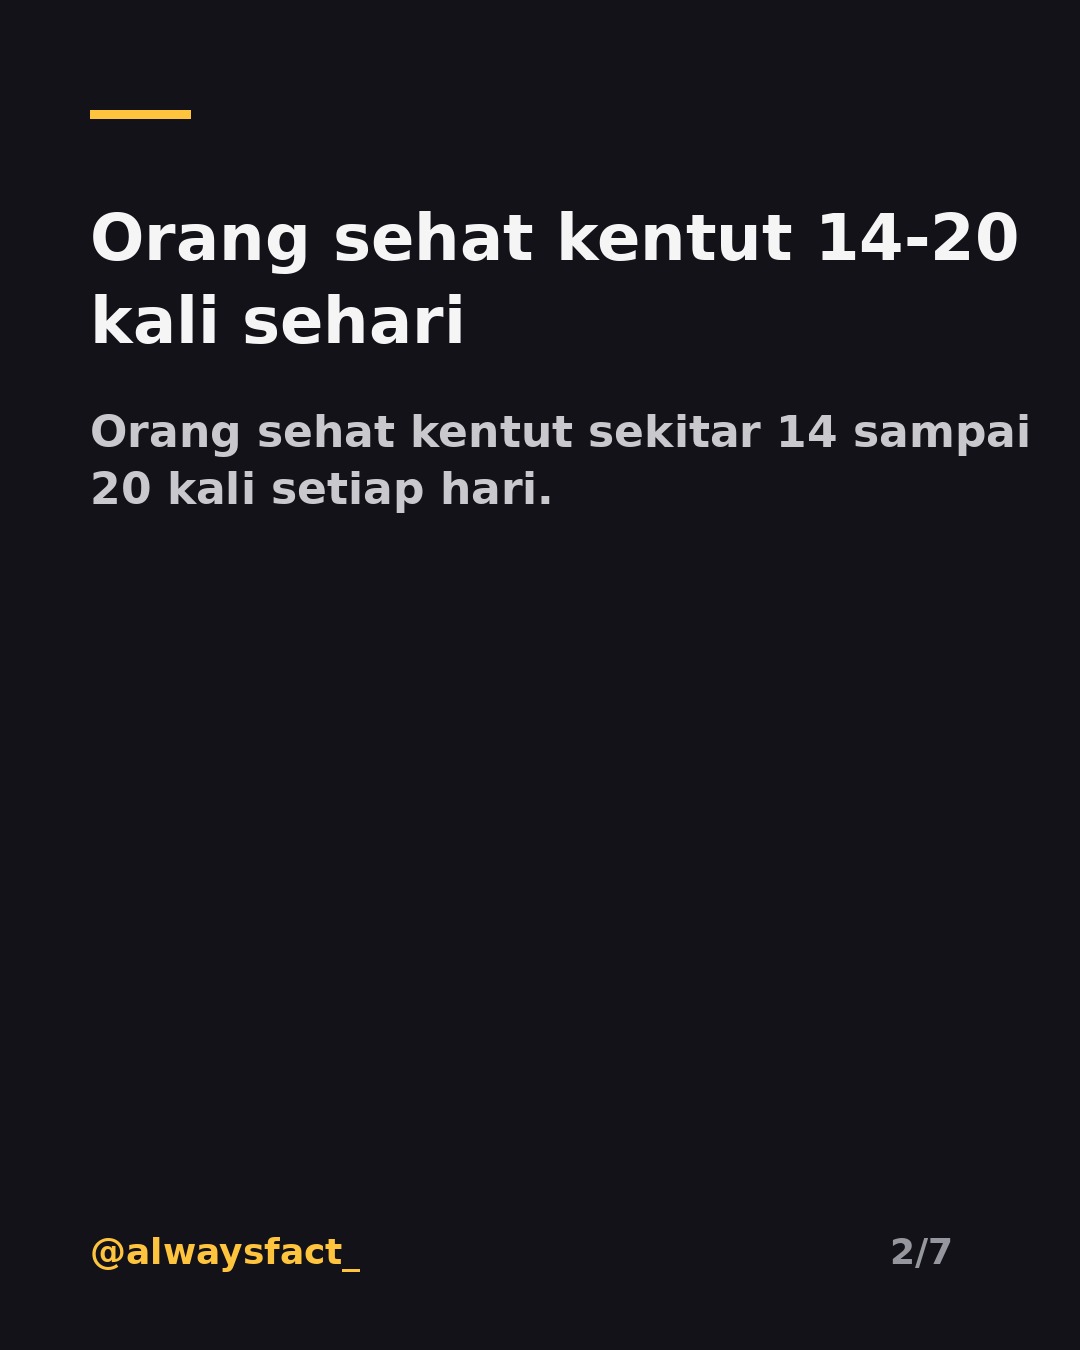 Orang sehat kentut 14-20
kali sehari
Orang sehat kentut sekitar 14 sampai
20 kali setiap hari.
@alwaysfact_
2/7